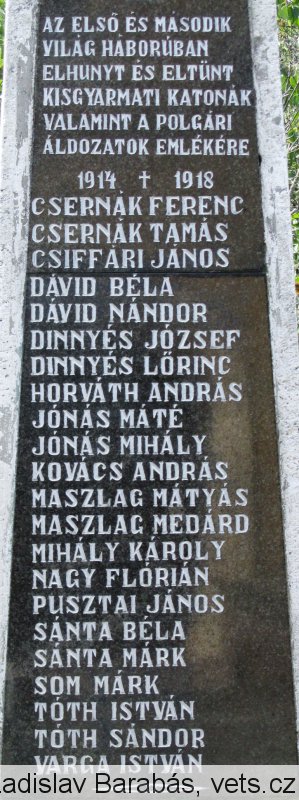 AZ ELSŐ ÉS MÁSODIK
VILÁG HÁBORÚBAN
ELHUNYT ÉS ELTÜNT
KISGYARMATI KATONÁK
VALAMINT A POLGÁRI
ÁLDOZATOK EMLÉKÉRE
1914 † 1918
CSERNÁK FERENC
CSERNÁK TAMÁS
CSIFFÁRI JÁNOS
DÁVID BÉLA
DÁVID NÁNDOR
DINNYÉS JÓZSEF
DINNYÉS LŐRINC
HORVÁTH ANDRÁS
JÓNÁS MÁTÉ
JÓNÁS MIHÁLY
KOVÁCS ANDRÁS
MASZLAG MÁTYÁS
MASZLAG MEDÁRD
MIHÁLY KÁROLY
NAGY FLÓRIÁN
PUSZTAI JÁNOS
SÁNTA BÉLA
SÁNTA MÁRK
SOM MÁRK
TÓTH ISTVÁN
TÓTH SÁNDOR
VARGA ISTVÁN
adislav Barabás, vets.cz